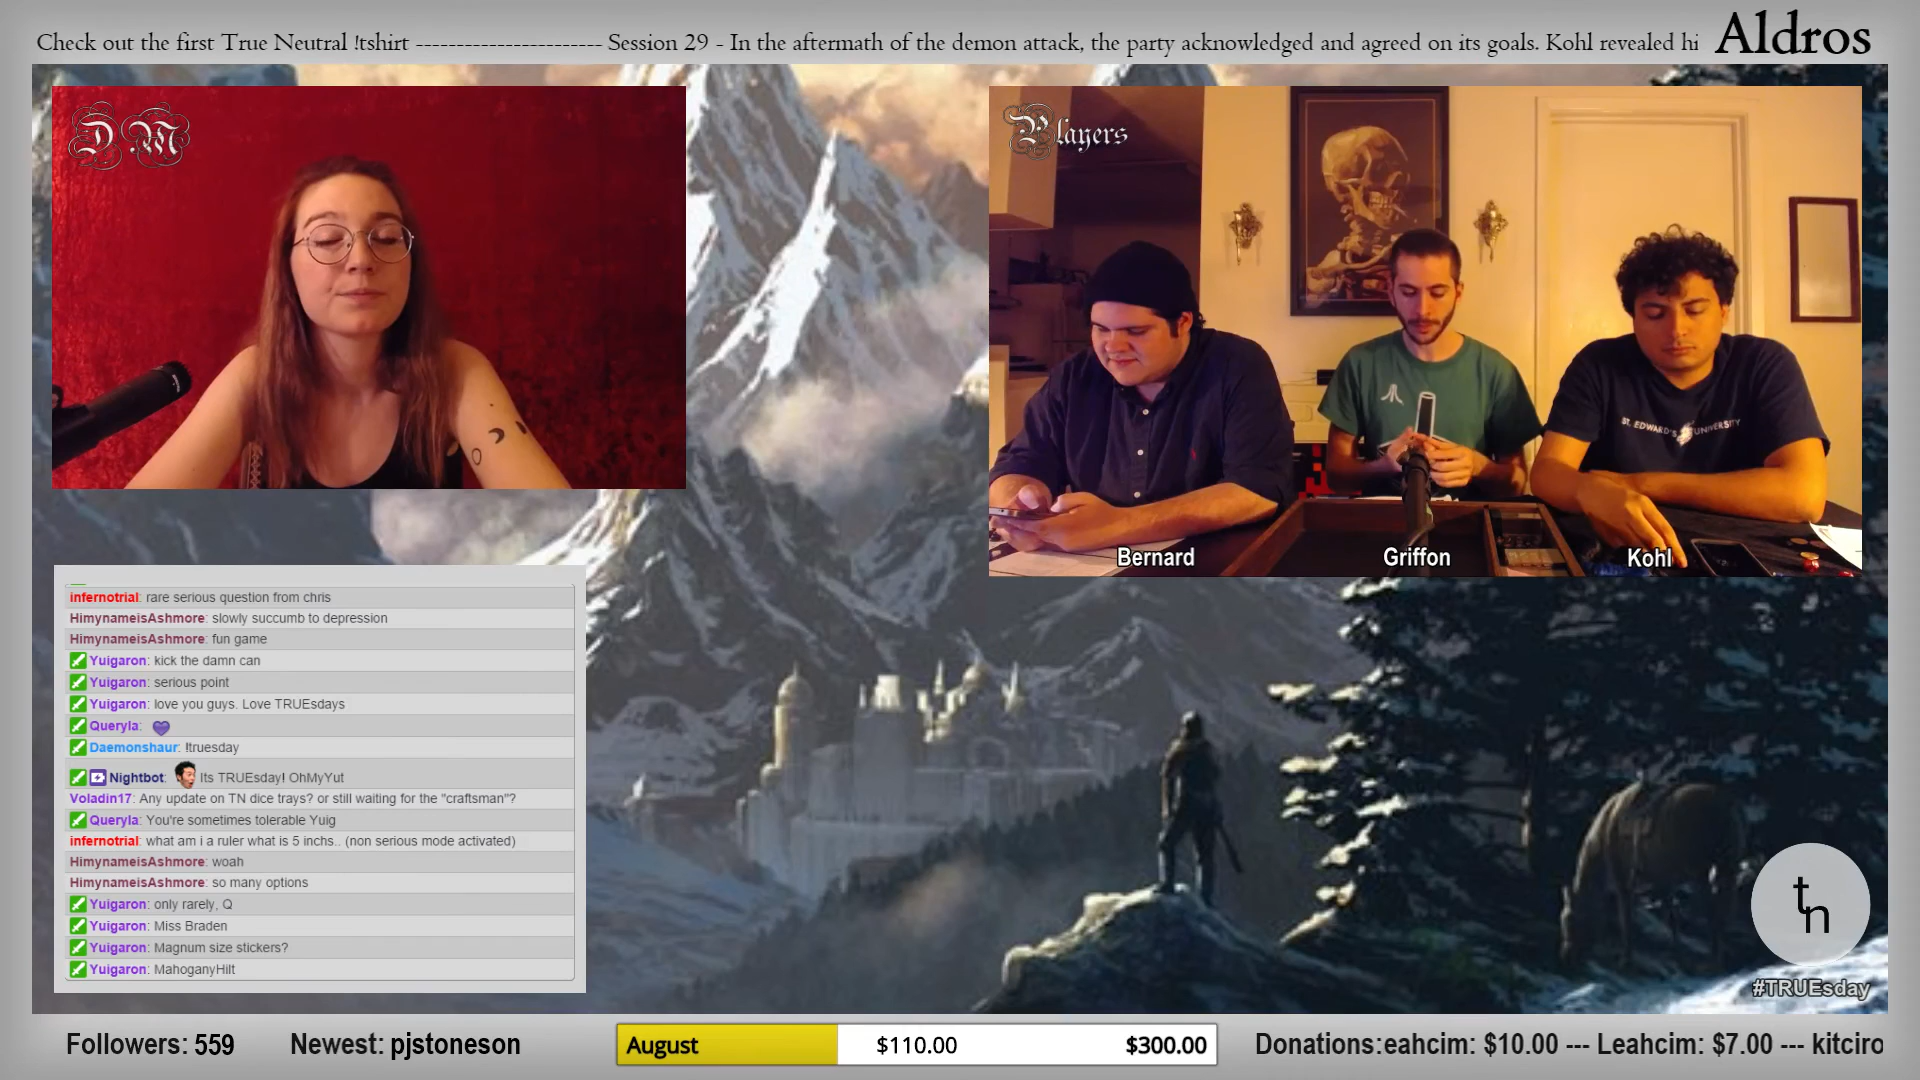 Check out the first True Neutral !tshirt ----------------------- Session 29 - In the aftermath of the demon attack, the party acknowledged and agreed on its goals. Kohl revealed hi
Aldros
DM
Players
ST. EDWARD'S UNIVERSITY
Bernard
Griffon
Kohl
infernotrial: rare serious question from chris
HimynameisAshmore: slowly succumb to depression
HimynameisAshmore: fun game
Yuigaron: kick the damn can
Yuigaron: serious point
Yuigaron: love you guys. Love TRUEsdays
Queryla:
Daemonshaur: !truesday
Nightbot: Its TRUEsday! OhMyYut
Voladin17: Any update on TN dice trays? or still waiting for the "craftsman"?
Queryla: You're sometimes tolerable Yuig
infernotrial: what am i a ruler what is 5 inchs.. (non serious mode activated)
HimynameisAshmore: woah
HimynameisAshmore: so many options
Yuigaron: only rarely, Q
Yuigaron: Miss Braden
Yuigaron: Magnum size stickers?
Yuigaron: MahoganyHilt
tn
#TRUEsday
Followers: 559
Newest: pjstoneson
August $110.00 $300.00
Donations:eahcim: $10.00 --- Leahcim: $7.00 --- kitciro